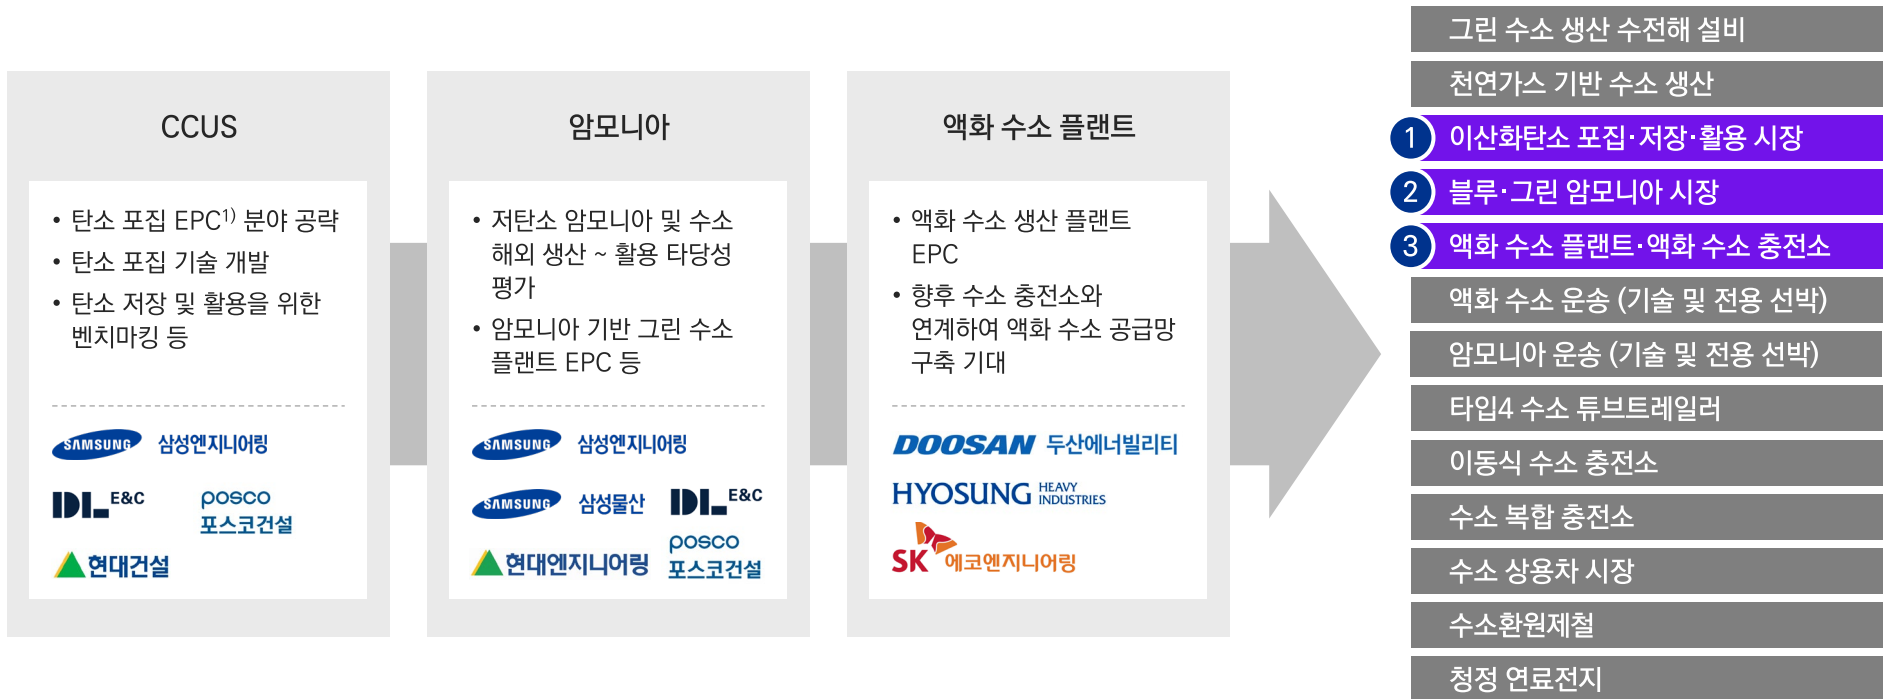 CCUS
• 탄소 포집 EPC1) 분야 공략
• 탄소 포집 기술 개발
• 탄소 저장 및 활용을 위한
벤치마킹 등
SAMSUNG 삼성엔지니어링
DL E&C
posco
포스코건설
현대건설
암모니아
• 저탄소 암모니아 및 수소
해외 생산 ~ 활용 타당성
평가
• 암모니아 기반 그린 수소
플랜트 EPC 등
SAMSUNG 삼성엔지니어링
SAMSUNG 삼성물산
DL E&C
현대엔지니어링
posco
포스코건설
액화 수소 플랜트
• 액화 수소 생산 플랜트
EPC
• 향후 수소 충전소와
연계하여 액화 수소 공급망
구축 기대
DOOSAN 두산에너빌리티
HYOSUNG HEAVY
INDUSTRIES
SK 에코엔지니어링
그린 수소 생산 수전해 설비
천연가스 기반 수소 생산
1 이산화탄소 포집·저장·활용 시장
2 블루·그린 암모니아 시장
3 액화 수소 플랜트·액화 수소 충전소
액화 수소 운송 (기술 및 전용 선박)
암모니아 운송 (기술 및 전용 선박)
타입4 수소 튜브트레일러
이동식 수소 충전소
수소 복합 충전소
수소 상용차 시장
수소환원제철
청정 연료전지